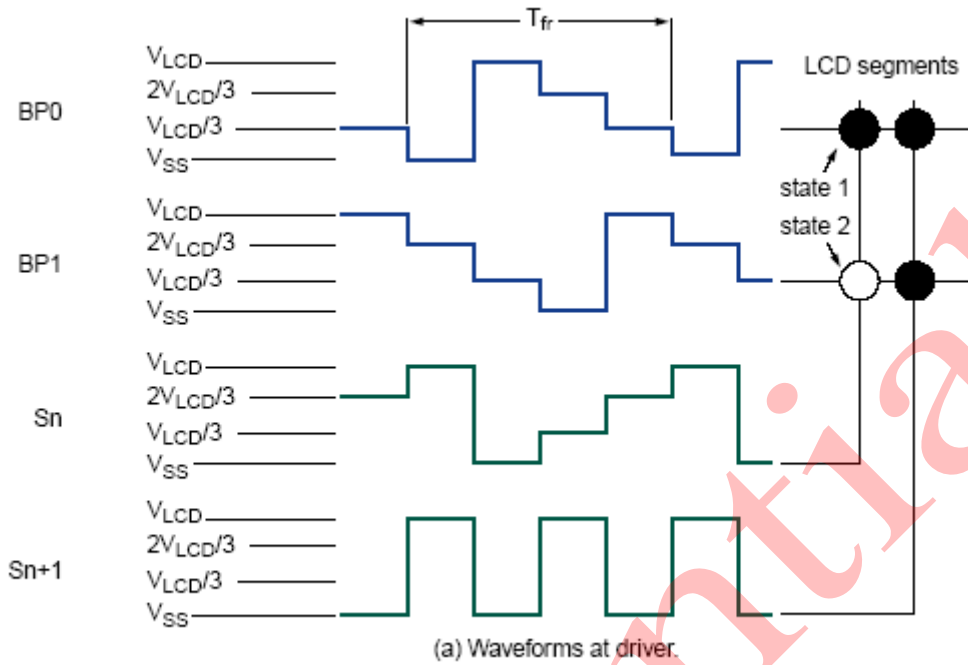 T_fr
V_LCD
2V_LCD/3
V_LCD/3
V_SS
BP0
LCD segments
state 1
state 2
V_LCD
2V_LCD/3
V_LCD/3
V_SS
BP1
V_LCD
2V_LCD/3
V_LCD/3
V_SS
Sn
V_LCD
2V_LCD/3
V_LCD/3
V_SS
Sn+1
(a) Waveforms at driver.